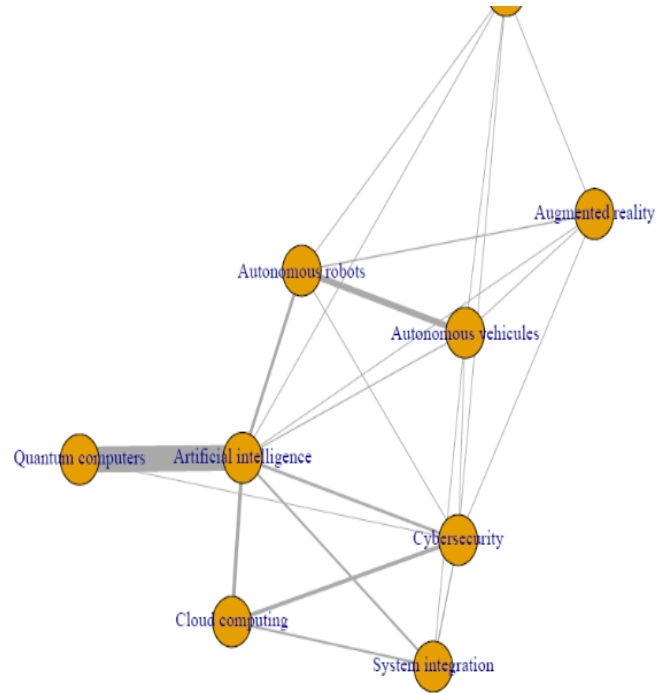 Augmented reality
Autonomous robots
Autonomous vehicules
Quantum computers
Artificial intelligence
Cybersecurity
Cloud computing
System integration